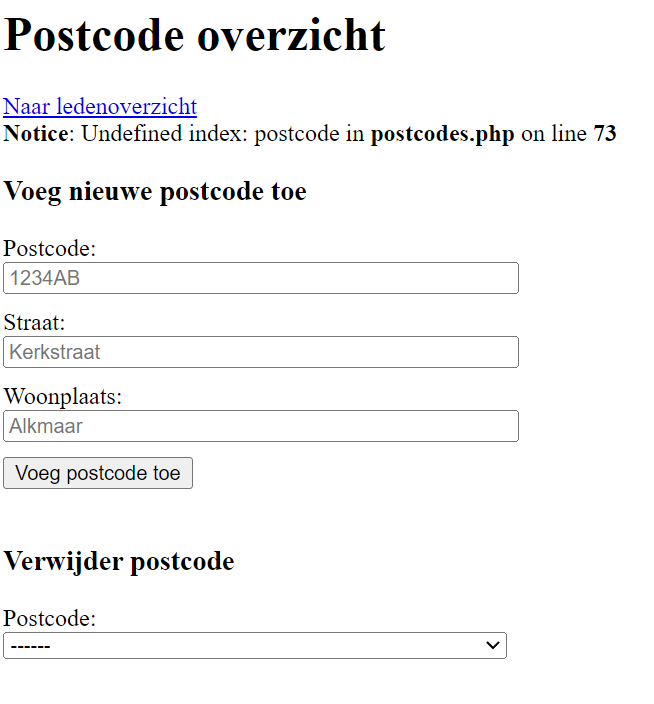 Postcode overzicht
Naar ledenoverzicht
Notice: Undefined index: postcode in postcodes.php on line 73
Voeg nieuwe postcode toe
Postcode:
1234AB
Straat:
Kerkstraat
Woonplaats:
Alkmaar
Voeg postcode toe
Verwijder postcode
Postcode:
------